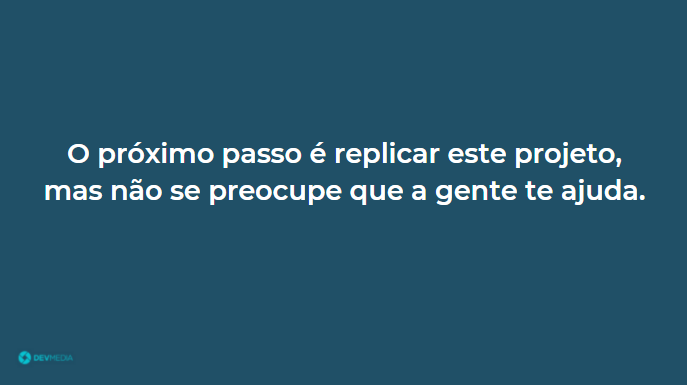 O próximo passo é replicar este projeto,
mas não se preocupe que a gente te ajuda.
DEVMEDIA